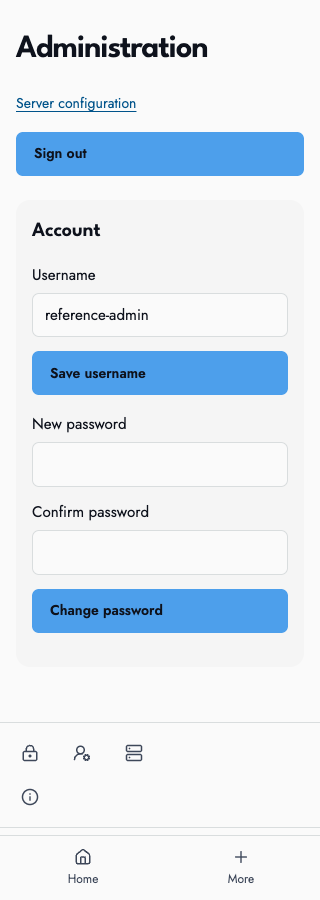 Administration
Server configuration
Sign out
Account
Username
reference-admin
Save username
New password
Confirm password
Change password
Home
More